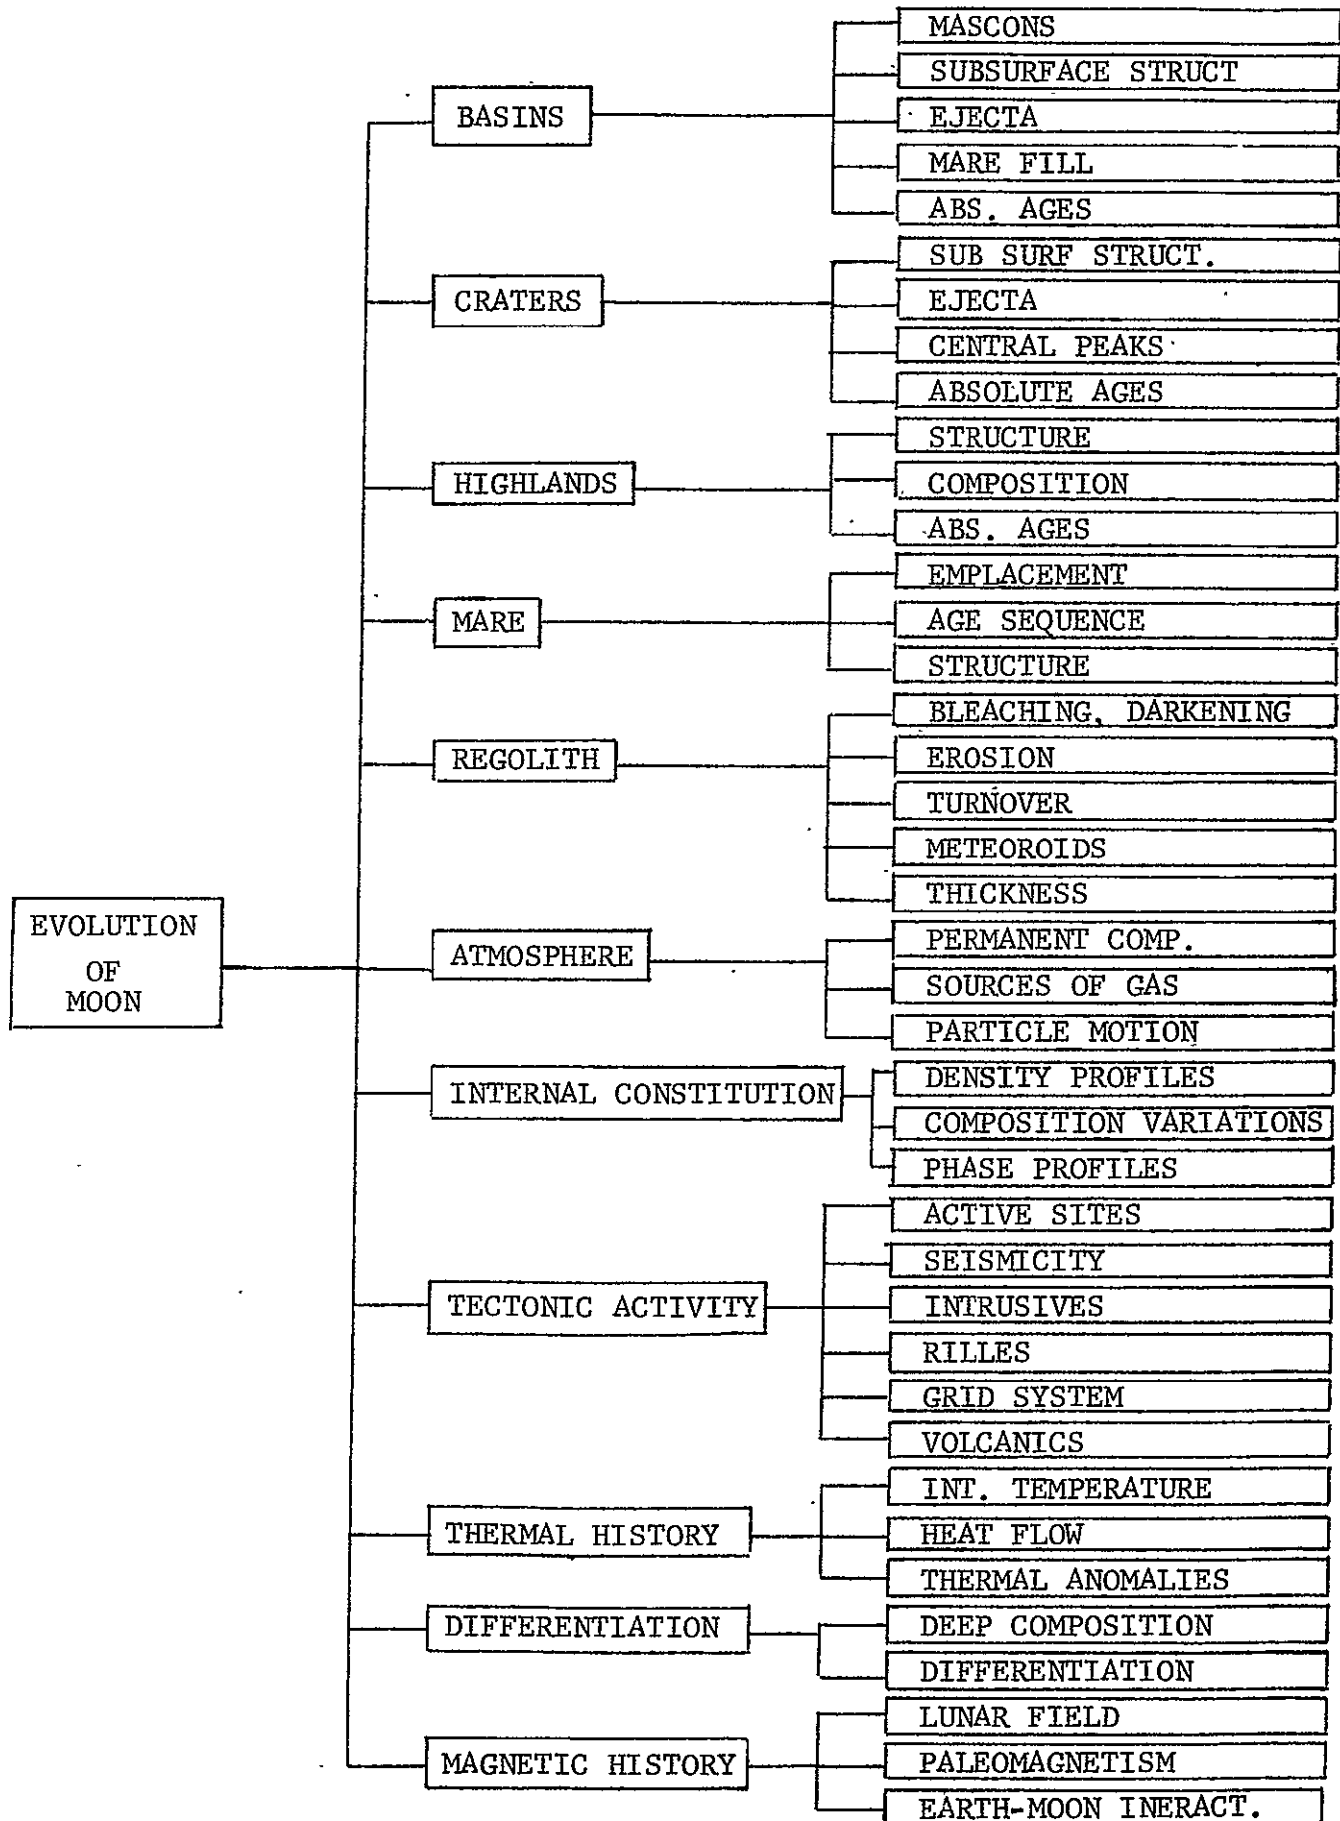 EVOLUTION
OF
MOON
BASINS
MASCONS
SUBSURFACE STRUCT
EJECTA
MARE FILL
ABS. AGES
CRATERS
SUB SURF STRUCT.
EJECTA
CENTRAL PEAKS
ABSOLUTE AGES
HIGHLANDS
STRUCTURE
COMPOSITION
ABS. AGES
MARE
EMPLACEMENT
AGE SEQUENCE
STRUCTURE
REGOLITH
BLEACHING, DARKENING
EROSION
TURNOVER
METEOROIDS
THICKNESS
ATMOSPHERE
PERMANENT COMP.
SOURCES OF GAS
PARTICLE MOTION
INTERNAL CONSTITUTION
DENSITY PROFILES
COMPOSITION VARIATIONS
PHASE PROFILES
TECTONIC ACTIVITY
ACTIVE SITES
SEISMICITY
INTRUSIVES
RILLES
GRID SYSTEM
VOLCANICS
THERMAL HISTORY
INT. TEMPERATURE
HEAT FLOW
THERMAL ANOMALIES
DIFFERENTIATION
DEEP COMPOSITION
DIFFERENTIATION
MAGNETIC HISTORY
LUNAR FIELD
PALEOMAGNETISM
EARTH-MOON INERACT.